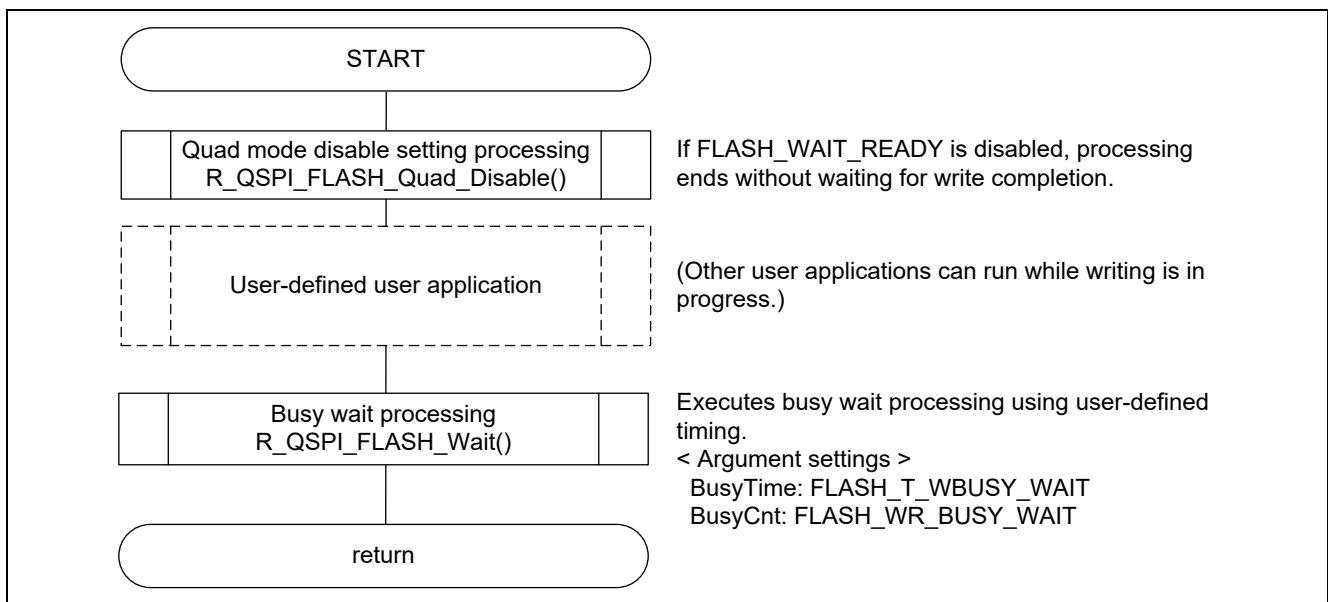 START
Quad mode disable setting processing
R_QSPI_FLASH_Quad_Disable()
If FLASH_WAIT_READY is disabled, processing
ends without waiting for write completion.
User-defined user application
(Other user applications can run while writing is in
progress.)
Busy wait processing
R_QSPI_FLASH_Wait()
Executes busy wait processing using user-defined
timing.
< Argument settings >
BusyTime: FLASH_T_WBUSY_WAIT
BusyCnt: FLASH_WR_BUSY_WAIT
return